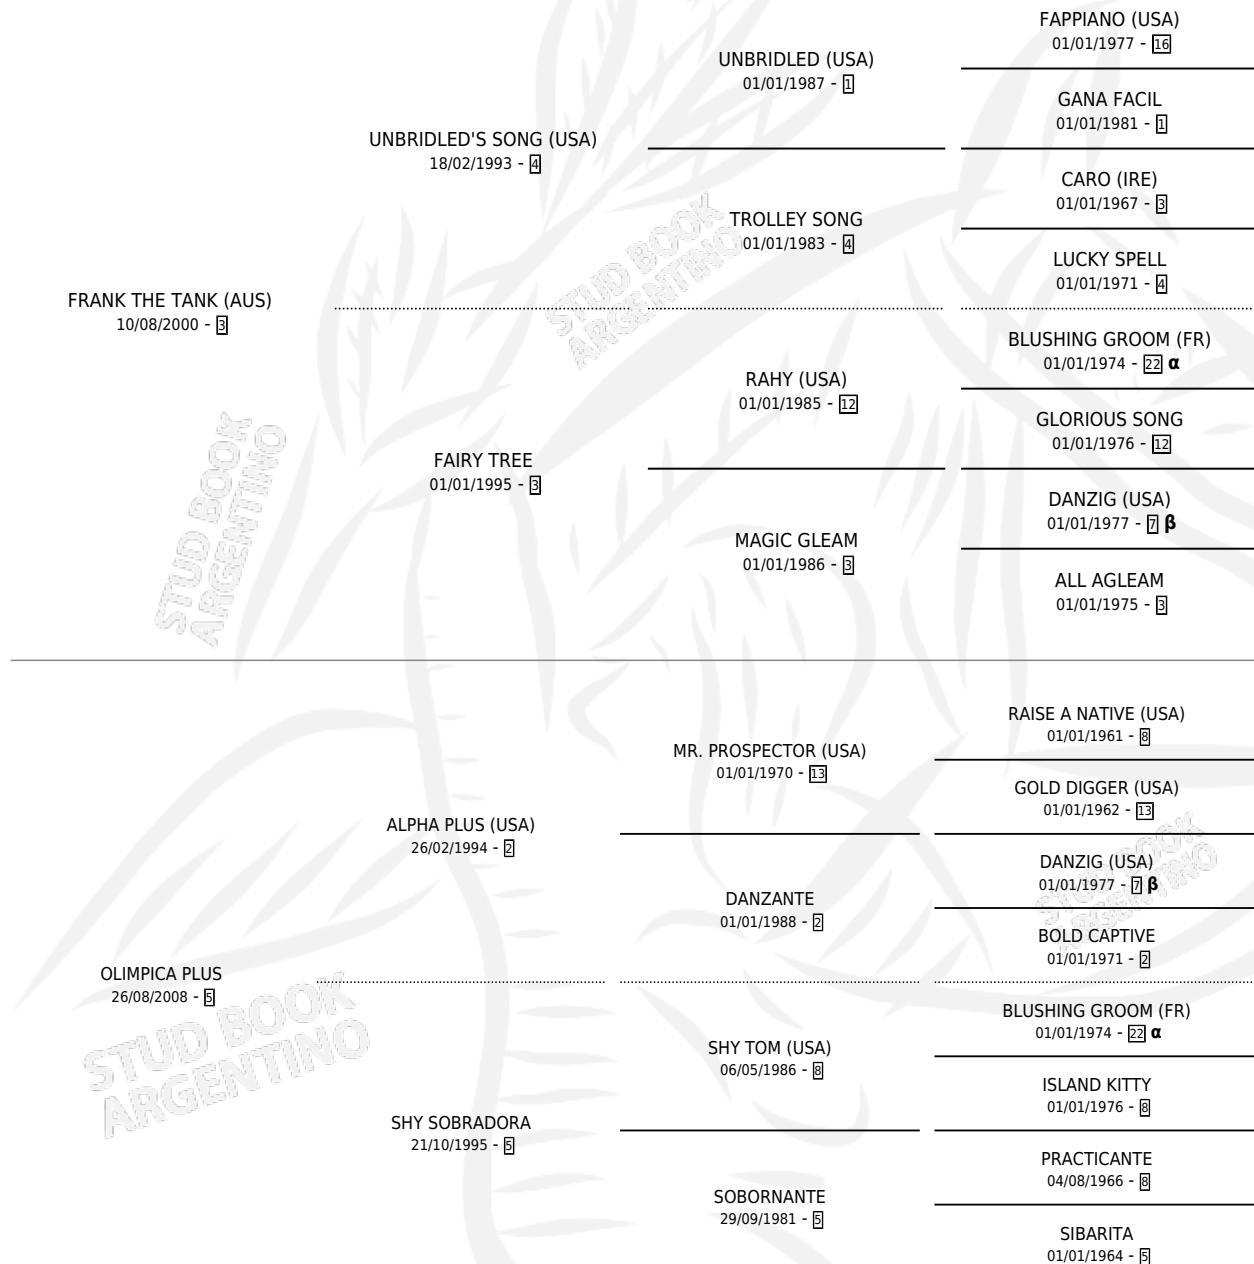 FAPPIANO (USA)
01/01/1977 - 16
UNBRIDLED (USA)
01/01/1987 - 1
GANA FACIL
01/01/1981 - 1
UNBRIDLED'S SONG (USA)
18/02/1993 - 4
CARO (IRE)
01/01/1967 - 3
TROLLEY SONG
01/01/1983 - 4
LUCKY SPELL
01/01/1971 - 4
FRANK THE TANK (AUS)
10/08/2000 - 3
BLUSHING GROOM (FR)
01/01/1974 - 22 α
RAHY (USA)
01/01/1985 - 12
GLORIOUS SONG
01/01/1976 - 12
FAIRY TREE
01/01/1995 - 3
DANZIG (USA)
01/01/1977 - 7 β
MAGIC GLEAM
01/01/1986 - 3
ALL AGLEAM
01/01/1975 - 3
RAISE A NATIVE (USA)
01/01/1961 - 8
MR. PROSPECTOR (USA)
01/01/1970 - 13
GOLD DIGGER (USA)
01/01/1962 - 13
ALPHA PLUS (USA)
26/02/1994 - 2
DANZIG (USA)
01/01/1977 - 7 β
DANZANTE
01/01/1988 - 2
BOLD CAPTIVE
01/01/1971 - 2
OLIMPICA PLUS
26/08/2008 - 5
BLUSHING GROOM (FR)
01/01/1974 - 22 α
SHY TOM (USA)
06/05/1986 - 8
ISLAND KITTY
01/01/1976 - 8
SHY SOBRADORA
21/10/1995 - 5
PRACTICANTE
04/08/1966 - 8
SOBORNANTE
29/09/1981 - 5
SIBARITA
01/01/1964 - 5
STUD BOOK
ARGENTINO
STUD BOOK
ARGENTINO
STUD BOOK
ARGENTINO
STUD BOOK
ARGENTINO